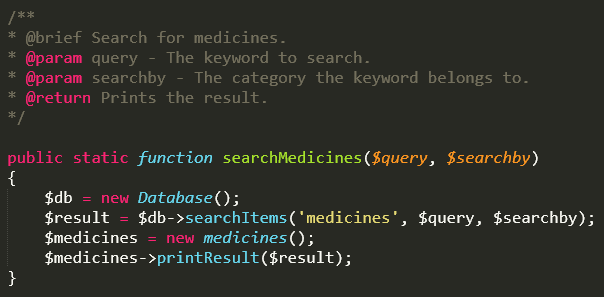 /**
* @brief Search for medicines.
* @param query - The keyword to search.
* @param searchby - The category the keyword belongs to.
* @return Prints the result.
*/
public static function searchMedicines($query, $searchby)
{
    $db = new Database();
    $result = $db->searchItems('medicines', $query, $searchby);
    $medicines = new medicines();
    $medicines->printResult($result);
}